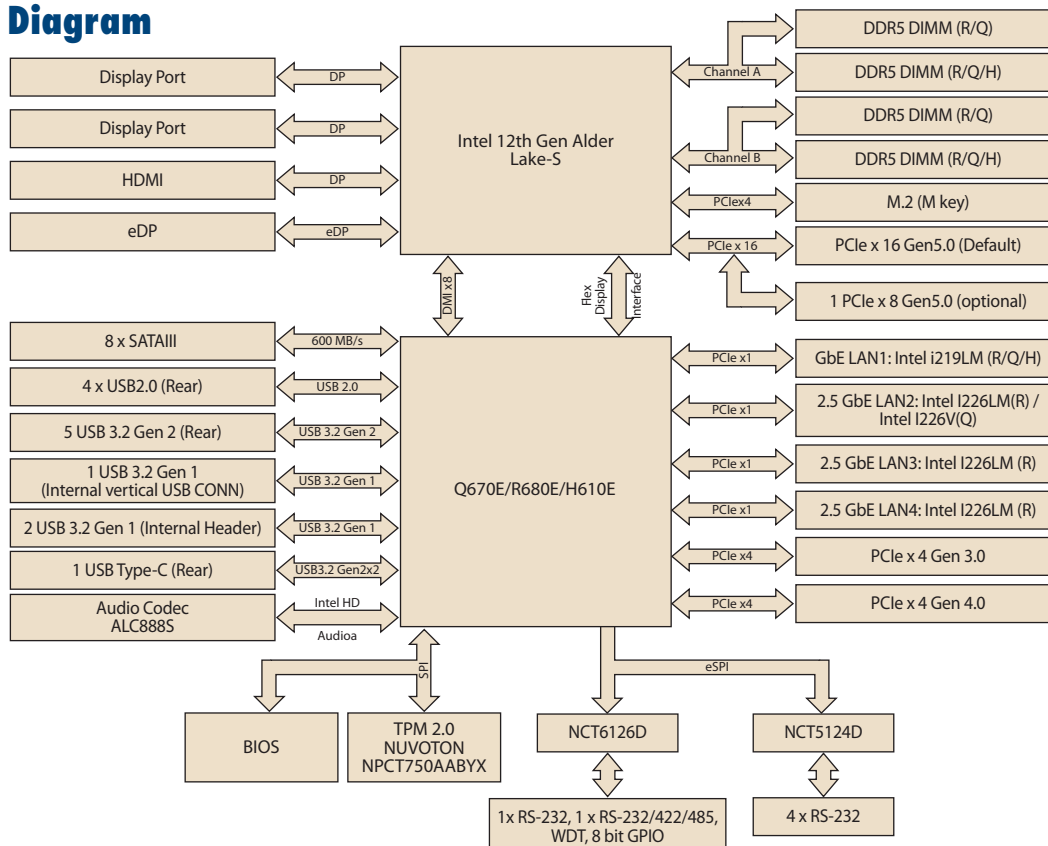 Diagram
Display Port
DP
Display Port
DP
HDMI
DP
eDP
eDP
Intel 12th Gen Alder
Lake-S
Channel A
DDR5 DIMM (R/Q)
DDR5 DIMM (R/Q/H)
Channel B
DDR5 DIMM (R/Q)
DDR5 DIMM (R/Q/H)
PCIex4
M.2 (M key)
PCIe x 16
PCIe x 16 Gen5.0 (Default)
1 PCIe x 8 Gen5.0 (optional)
DMI x8
Flex
Display
Interface
8 x SATAIII
600 MB/s
4 x USB2.0 (Rear)
USB 2.0
5 USB 3.2 Gen 2 (Rear)
USB 3.2 Gen 2
1 USB 3.2 Gen 1
(Internal vertical USB CONN)
USB 3.2 Gen 1
2 USB 3.2 Gen 1 (Internal Header)
USB 3.2 Gen 1
1 USB Type-C (Rear)
USB3.2 Gen2x2
Audio Codec
ALC888S
Intel HD
Audioa
Q670E/R680E/H610E
PCIe x1
GbE LAN1: Intel i219LM (R/Q/H)
PCIe x1
2.5 GbE LAN2: Intel I226LM(R) /
Intel I226V(Q)
PCIe x1
2.5 GbE LAN3: Intel I226LM (R)
PCIe x1
2.5 GbE LAN4: Intel I226LM (R)
PCIe x4
PCIe x 4 Gen 3.0
PCIe x4
PCIe x 4 Gen 4.0
SPI
eSPI
BIOS
TPM 2.0
NUVOTON
NPCT750AABYX
NCT6126D
NCT5124D
1x RS-232, 1 x RS-232/422/485,
WDT, 8 bit GPIO
4 x RS-232